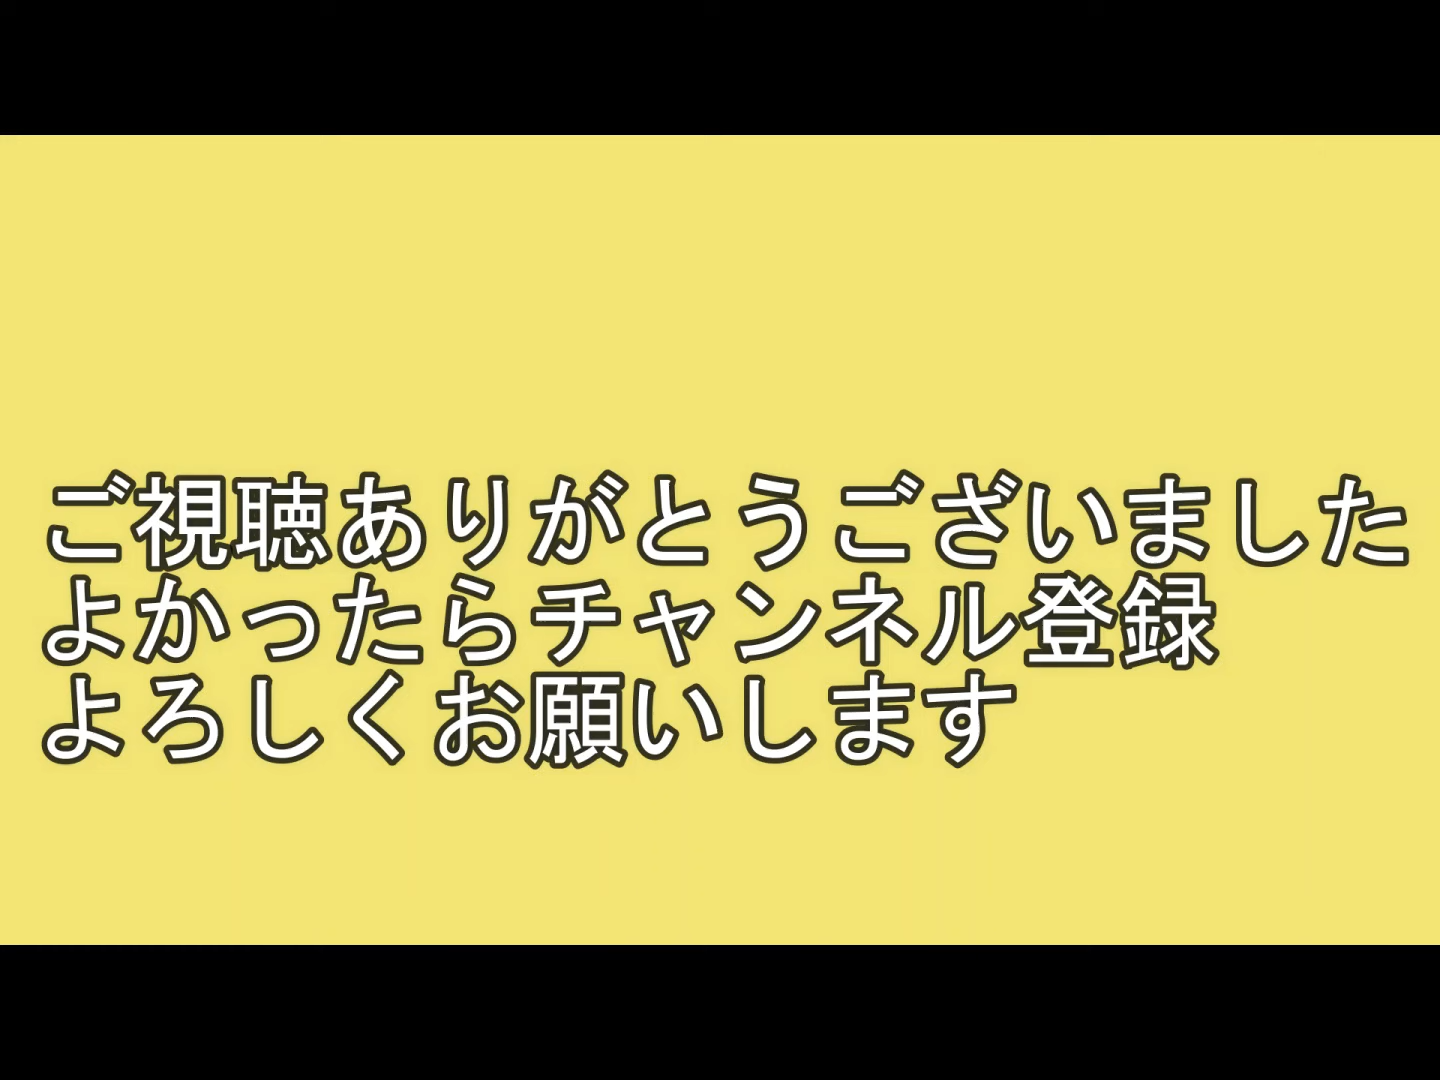 ご視聴ありがとうございました
よかったらチャンネル登録
よろしくお願いします